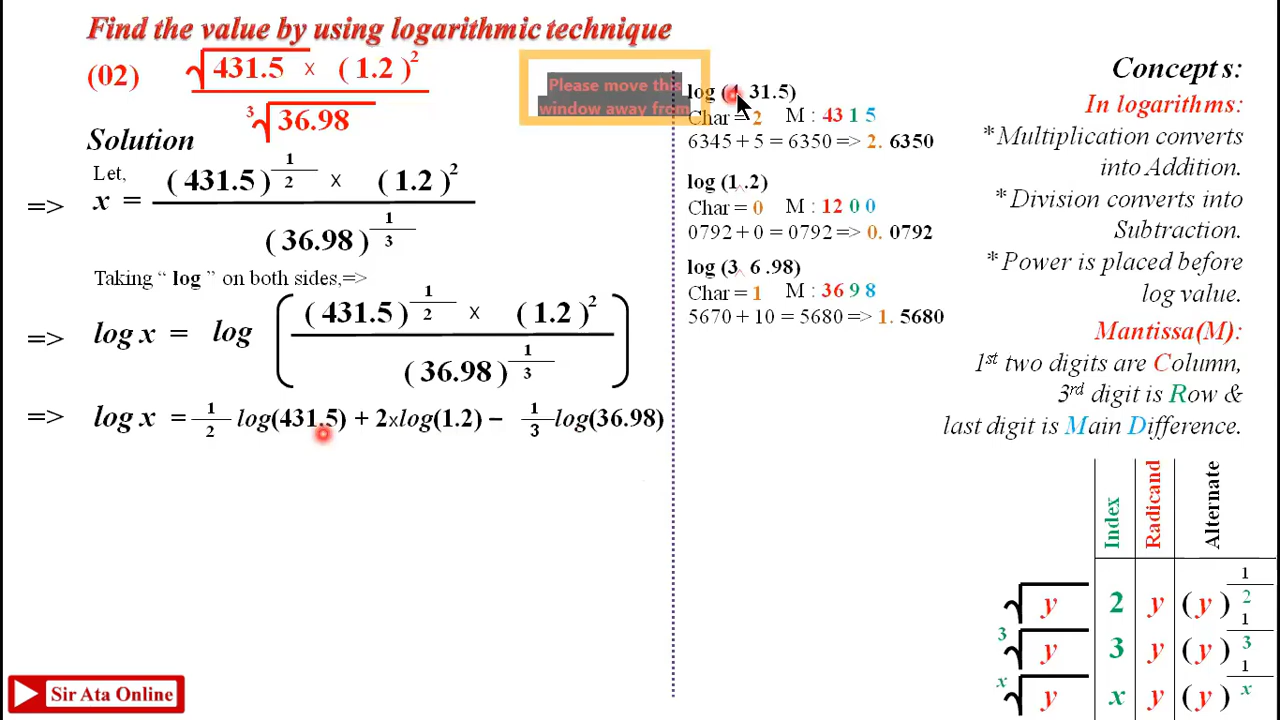 Find the value by using logarithmic technique
(02) √431.5 x (1.2)²
3√36.98
Solution
Let,
=> x = (431.5)^1/2 x (1.2)²
(36.98)^1/3
Taking “ log ” on both sides,=>
=> log x = log ( (431.5)^1/2 x (1.2)²
(36.98)^1/3 )
=> log x = 1/2 log(431.5) + 2xlog(1.2) – 1/3 log(36.98)
Please move this
window away from
log (4 31.5)
Char = 2 M : 43 1 5
6345 + 5 = 6350 => 2. 6350
log (1 .2)
Char = 0 M : 12 0 0
0792 + 0 = 0792 => 0. 0792
log (3 6 .98)
Char = 1 M : 36 9 8
5670 + 10 = 5680 => 1. 5680
Concept s:
In logarithms:
*Multiplication converts
into Addition.
*Division converts into
Subtraction.
*Power is placed before
log value.
Mantissa(M):
1st two digits are Column,
3rd digit is Row &
last digit is Main Difference.
Index Radicand Alternate
√y 2 y (y)^1/2
3√y 3 y (y)^1/3
x√y x y (y)^1/x
Sir Ata Online